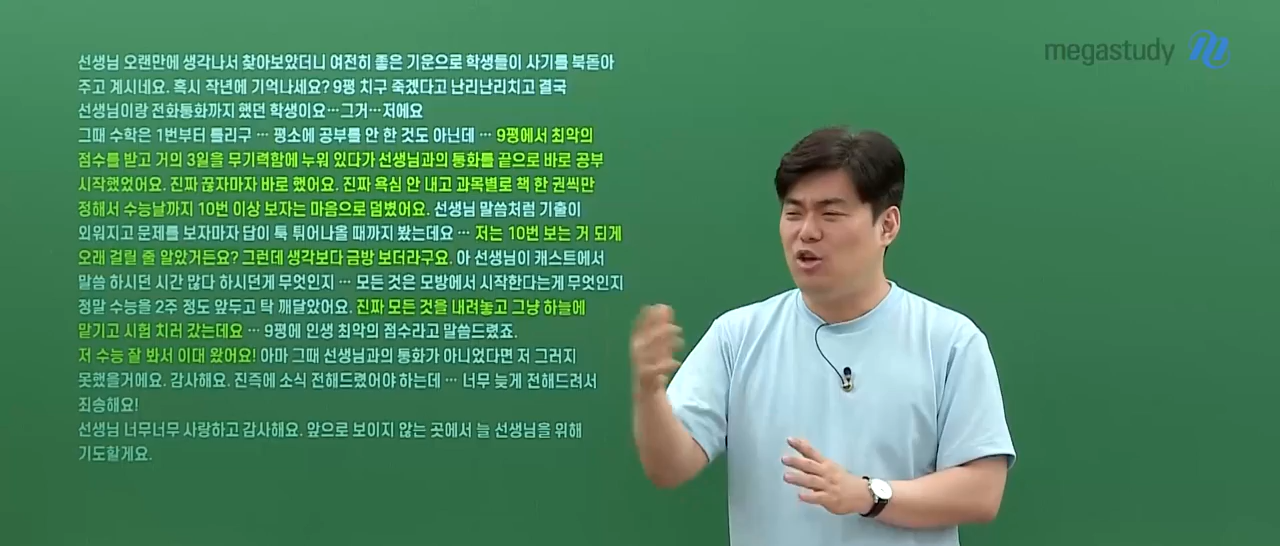 megastudy
선생님 오랜만에 생각나서 찾아보았더니 여전히 좋은 기운으로 학생들이 사기를 북돋아
주고 계시네요. 혹시 작년에 기억나세요? 9평 치구 죽겠다고 난리난리치고 결국
선생님이랑 전화통화까지 했던 학생이요…그거…저에요
그때 수학은 1번부터 틀리구 … 평소에 공부를 안 한 것도 아닌데 … 9평에서 최악의
점수를 받고 거의 3일을 무기력함에 누워 있다가 선생님과의 통화를 끝으로 바로 공부
시작했었어요. 진짜 끊자마자 바로 했어요. 진짜 욕심 안 내고 과목별로 책 한 권씩만
정해서 수능날까지 10번 이상 보자는 마음으로 덤볐어요. 선생님 말씀처럼 기출이
외워지고 문제를 보자마자 답이 툭 튀어나올 때까지 봤는데요 … 저는 10번 보는 거 되게
오래 걸릴 줄 알았거든요? 그런데 생각보다 금방 보더라구요. 아 선생님이 캐스트에서
말씀 하시던 시간 많다 하시던게 무엇인지 … 모든 것은 모방에서 시작한다는게 무엇인지
정말 수능을 2주 정도 앞두고 탁 깨달았어요. 진짜 모든 것을 내려놓고 그냥 하늘에
맡기고 시험 치러 갔는데요 … 9평에 인생 최악의 점수라고 말씀드렸죠.
저 수능 잘 봐서 이대 왔어요! 아마 그때 선생님과의 통화가 아니었다면 저 그러지
못했을거에요. 감사해요. 진즉에 소식 전해드렸어야 하는데 … 너무 늦게 전해드려서
죄송해요!
선생님 너무너무 사랑하고 감사해요. 앞으로 보이지 않는 곳에서 늘 선생님을 위해
기도할게요.